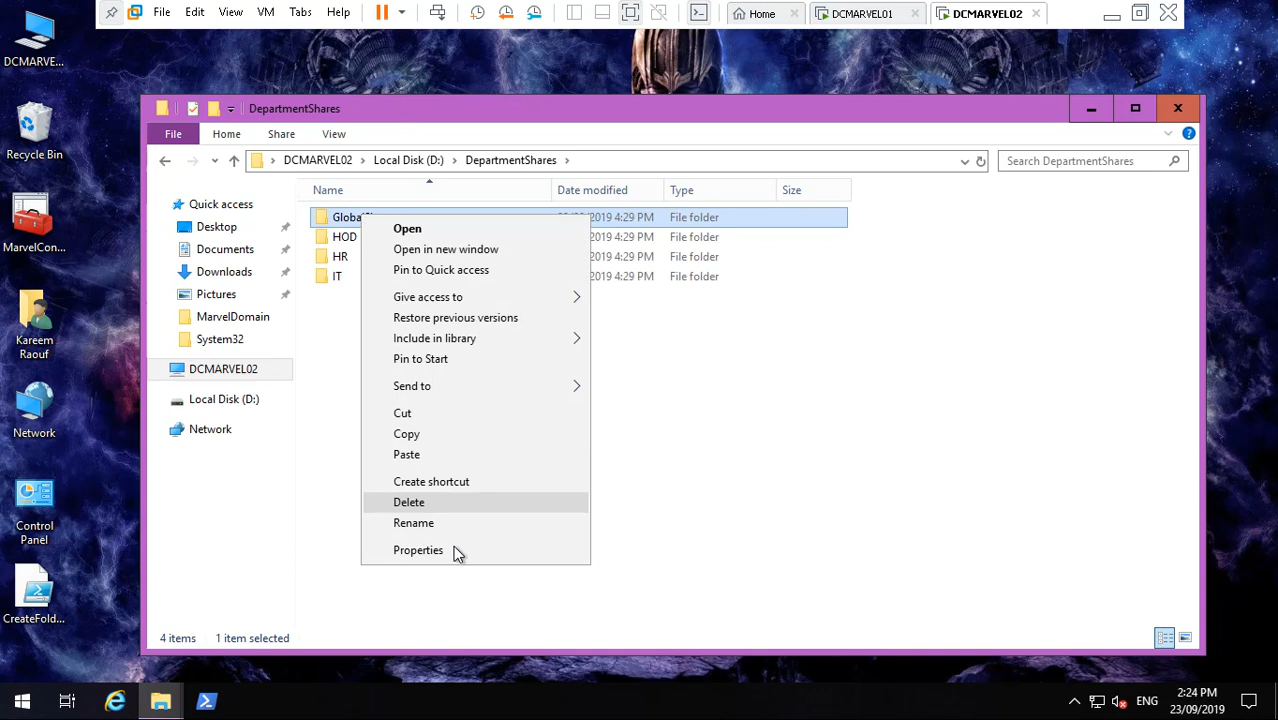 File Edit View VM Tabs Help Home DCMARVEL01 DCMARVEL02
DCMARVE...
Recycle Bin
MarvelCon...
Kareem
Raouf
Network
Control
Panel
CreateFold...
DepartmentShares
File Home Share View
DCMARVEL02 Local Disk (D:) DepartmentShares Search DepartmentShares
Name Date modified Type Size
Quick access
Desktop
Documents
Downloads
Pictures
MarvelDomain
System32
DCMARVEL02
Local Disk (D:)
Network
2019 4:29 PM File folder
HOD 2019 4:29 PM File folder
HR 2019 4:29 PM File folder
IT 2019 4:29 PM File folder
Open
Open in new window
Pin to Quick access
Give access to
Restore previous versions
Include in library
Pin to Start
Send to
Cut
Copy
Paste
Create shortcut
Delete
Rename
Properties
4 items 1 item selected
ENG
2:24 PM
23/09/2019